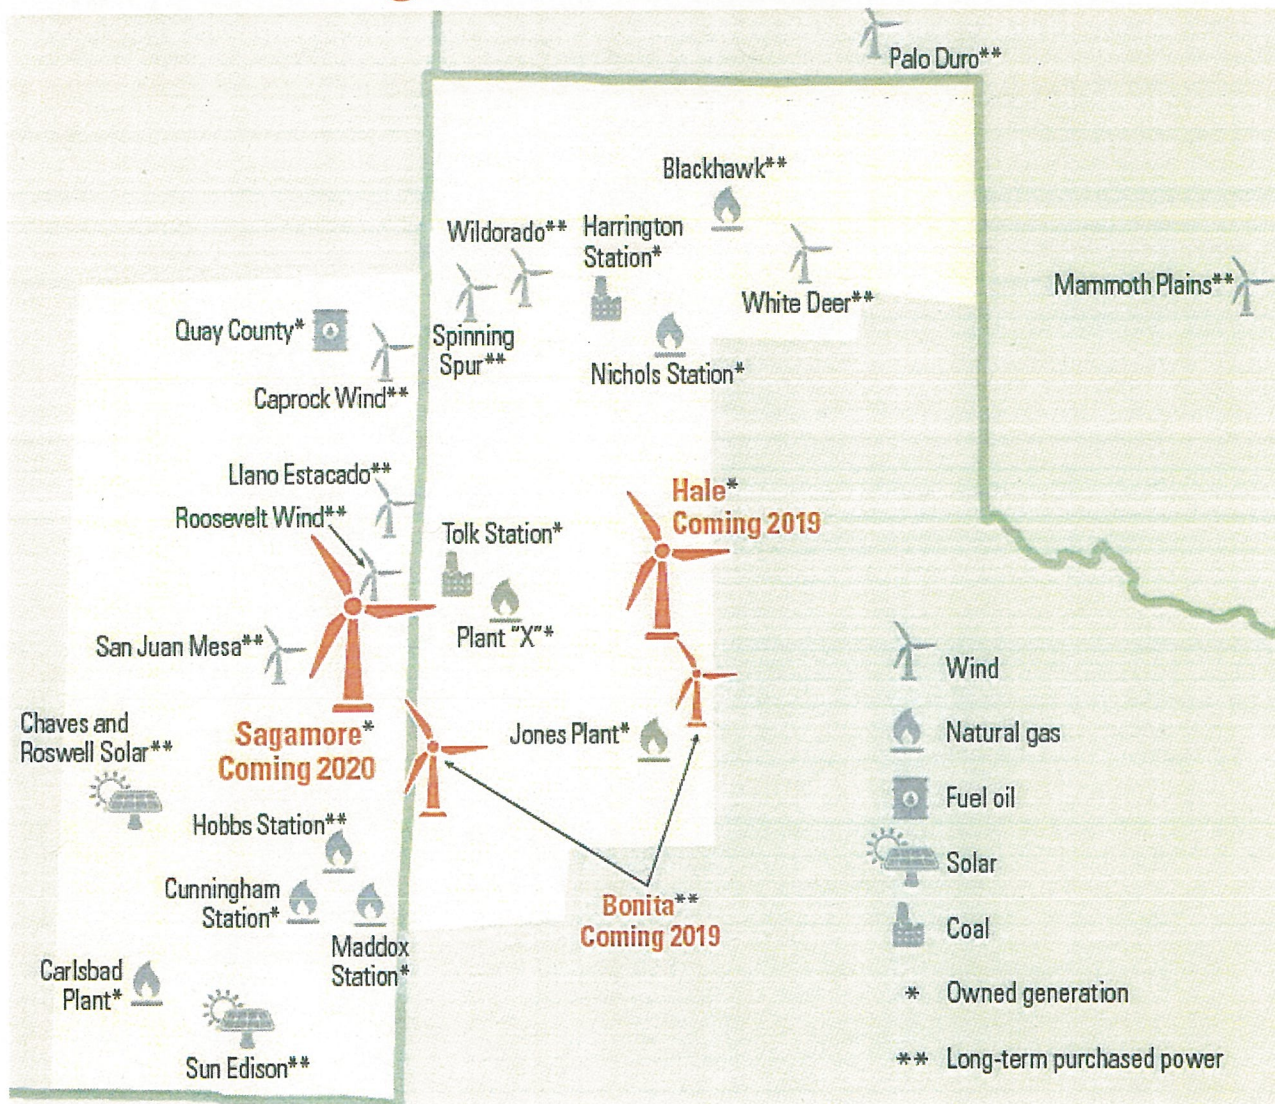 Palo Duro**
Blackhawk**
Wildorado**
Harrington
Station*
White Deer**
Mammoth Plains**
Quay County*
Spinning
Spur**
Nichols Station*
Caprock Wind**
Llano Estacado**
Roosevelt Wind**
Hale*
Coming 2019
Tolk Station*
Plant "X"*
San Juan Mesa**
Wind
Chaves and
Roswell Solar**
Sagamore*
Coming 2020
Jones Plant*
Natural gas
Fuel oil
Hobbs Station**
Solar
Cunningham
Station*
Bonita**
Coming 2019
Coal
Maddox
Station*
Carlsbad
Plant*
Owned generation
* 
Sun Edison**
** Long-term purchased power